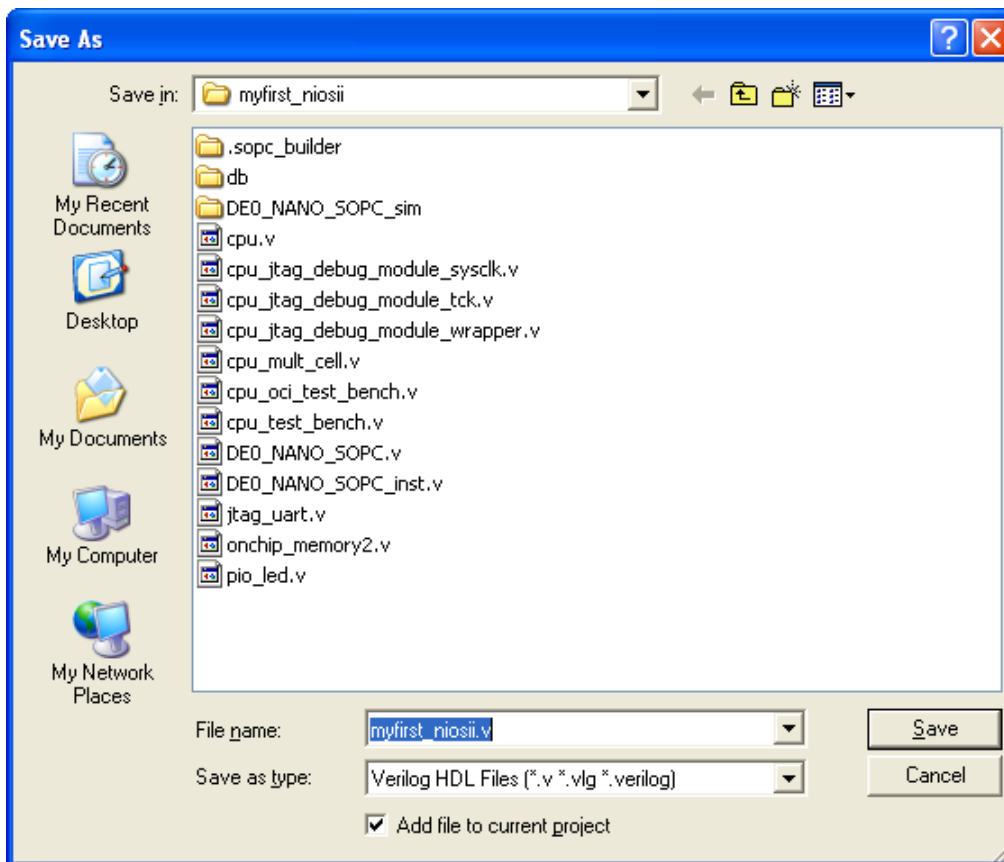 Save As
Save in:
myfirst_niosii
My Recent
Documents
Desktop
My Documents
My Computer
My Network
Places
.sopc_builder
db
DE0_NANO_SOPC_sim
cpu.v
cpu_jtag_debug_module_sysclk.v
cpu_jtag_debug_module_tck.v
cpu_jtag_debug_module_wrapper.v
cpu_mult_cell.v
cpu_oci_test_bench.v
cpu_test_bench.v
DE0_NANO_SOPC.v
DE0_NANO_SOPC_inst.v
jtag_uart.v
onchip_memory2.v
pio_led.v
File name:
myfirst_niosii.v
Save
Save as type:
Verilog HDL Files (*.v *.vlg *.verilog)
Cancel
Add file to current project